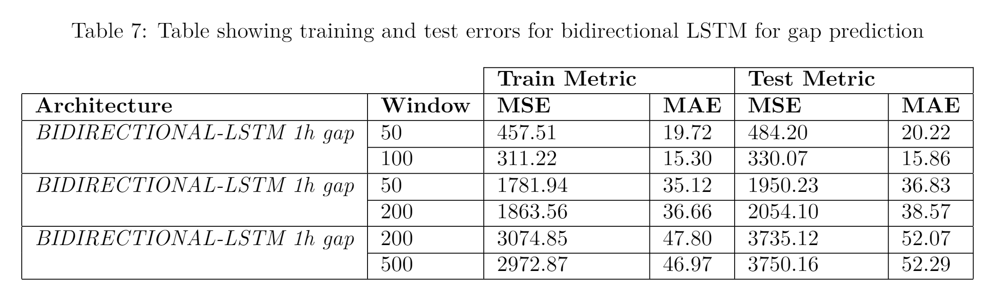 Table 7: Table showing training and test errors for bidirectional LSTM for gap prediction
Train Metric Test Metric
Architecture Window MSE MAE MSE MAE
BIDIRECTIONAL-LSTM 1h gap 50 457.51 19.72 484.20 20.22
100 311.22 15.30 330.07 15.86
BIDIRECTIONAL-LSTM 1h gap 50 1781.94 35.12 1950.23 36.83
200 1863.56 36.66 2054.10 38.57
BIDIRECTIONAL-LSTM 1h gap 200 3074.85 47.80 3735.12 52.07
500 2972.87 46.97 3750.16 52.29